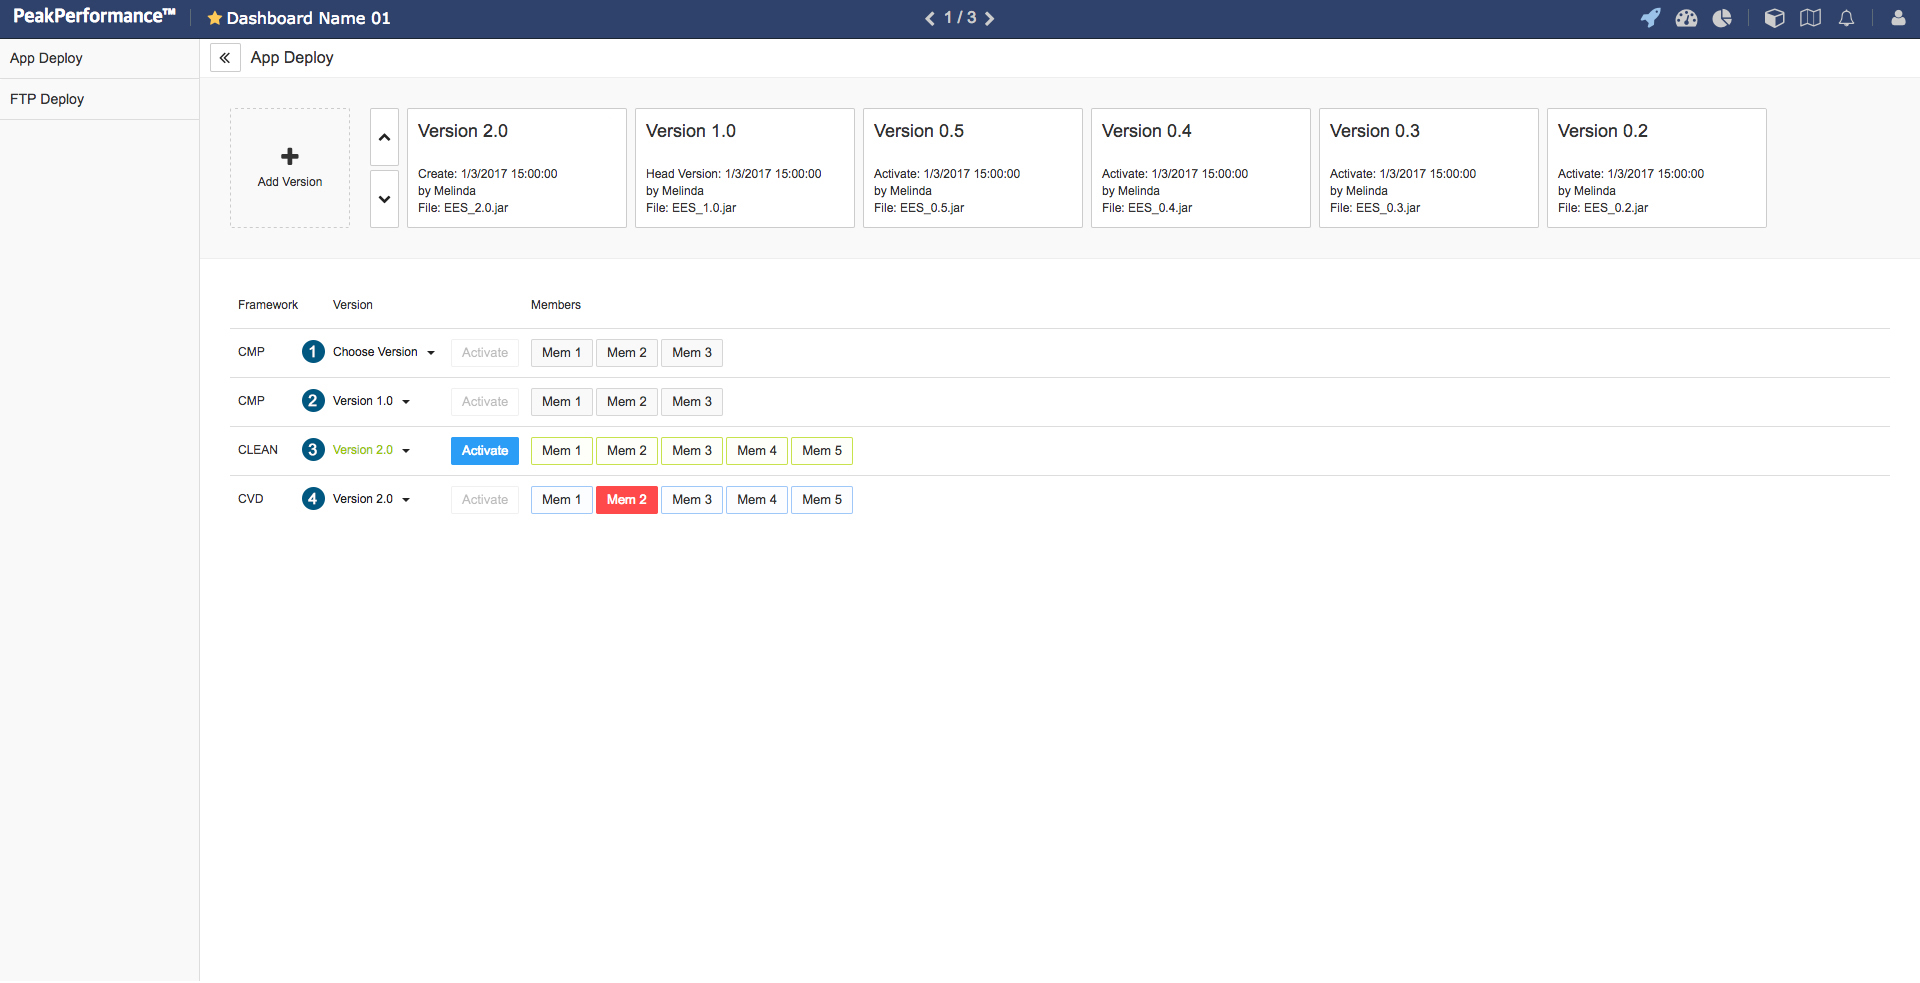 PeakPerformance™
Dashboard Name 01
1 / 3
App Deploy
FTP Deploy
App Deploy
Add Version
Version 2.0
Create: 1/3/2017 15:00:00
by Melinda
File: EES_2.0.jar
Version 1.0
Head Version: 1/3/2017 15:00:00
by Melinda
File: EES_1.0.jar
Version 0.5
Activate: 1/3/2017 15:00:00
by Melinda
File: EES_0.5.jar
Version 0.4
Activate: 1/3/2017 15:00:00
by Melinda
File: EES_0.4.jar
Version 0.3
Activate: 1/3/2017 15:00:00
by Melinda
File: EES_0.3.jar
Version 0.2
Activate: 1/3/2017 15:00:00
by Melinda
File: EES_0.2.jar
Framework Version Members
CMP 1 Choose Version Activate Mem 1 Mem 2 Mem 3
CMP 2 Version 1.0 Activate Mem 1 Mem 2 Mem 3
CLEAN 3 Version 2.0 Activate Mem 1 Mem 2 Mem 3 Mem 4 Mem 5
CVD 4 Version 2.0 Activate Mem 1 Mem 2 Mem 3 Mem 4 Mem 5